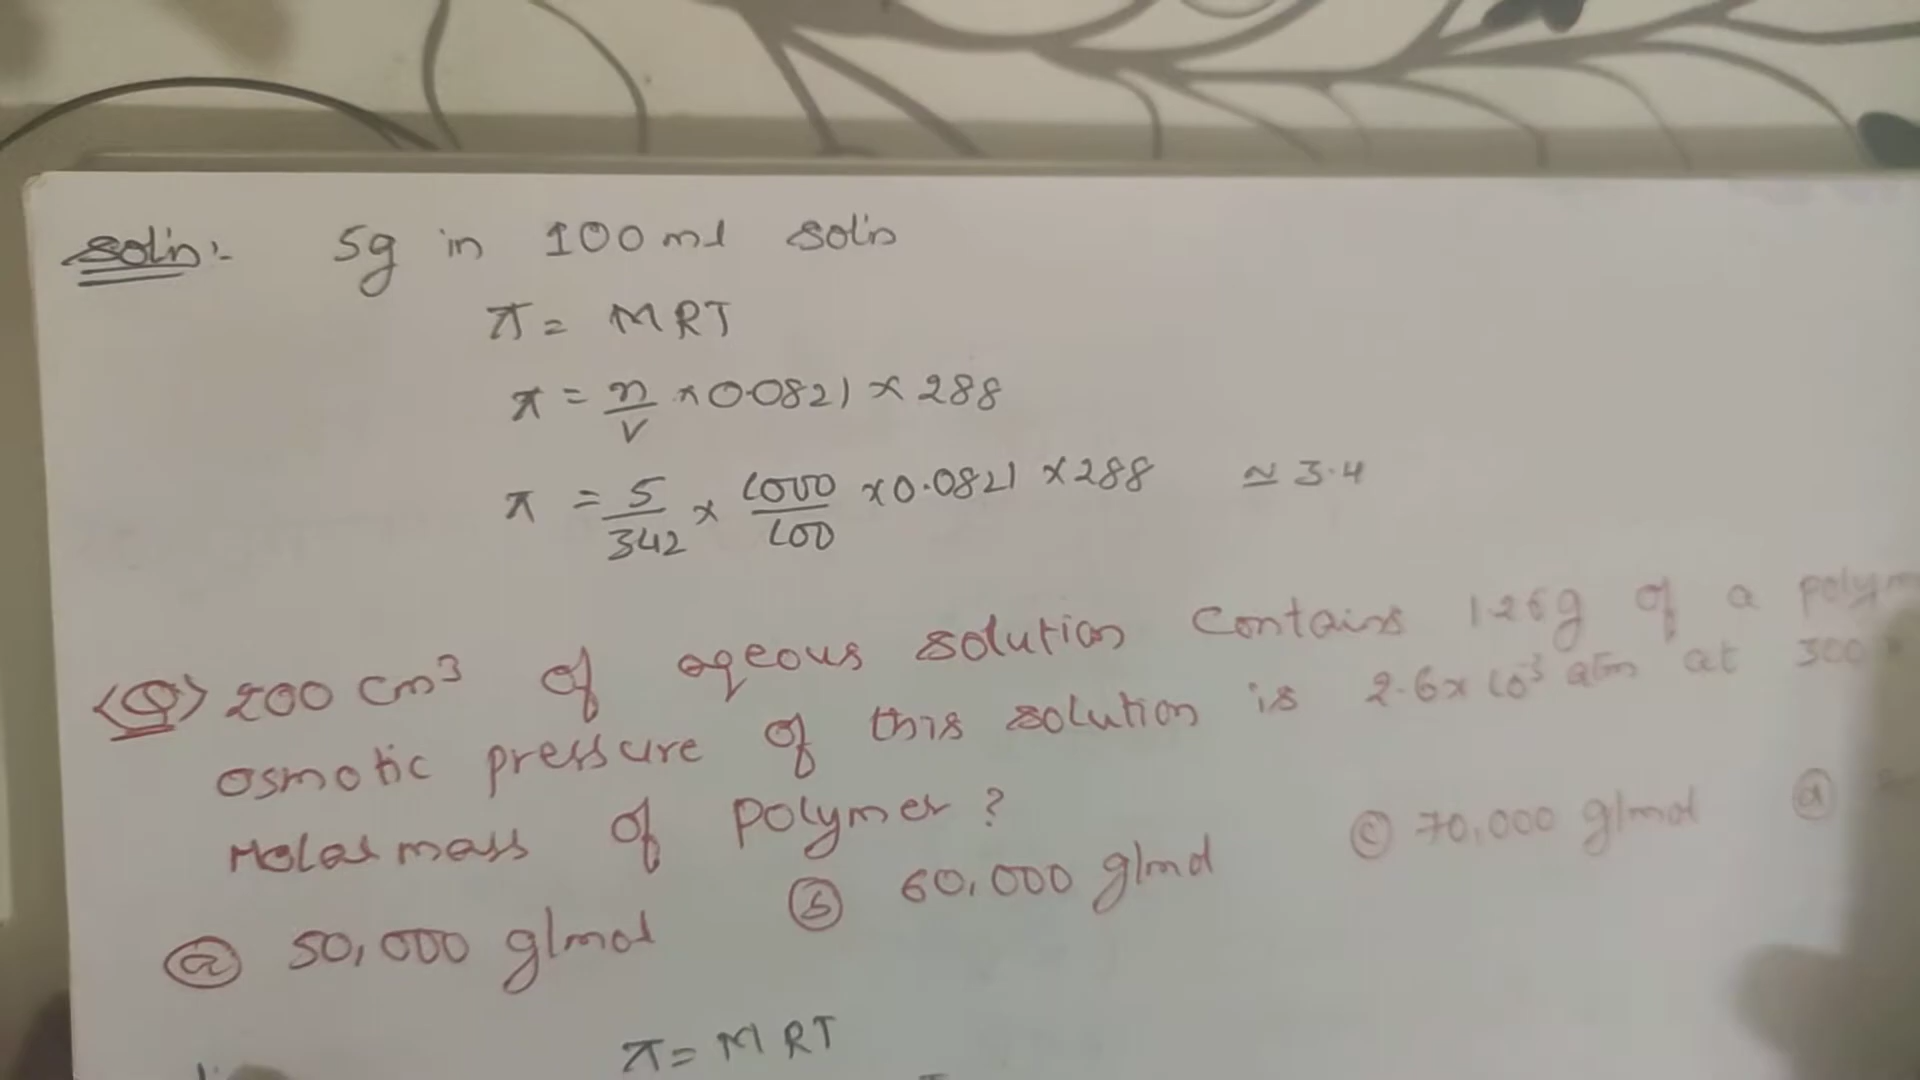 soln:- 5g in 100ml soln
π = MRT
π = n/V × 0.0821 × 288
π = 5/342 × 1000/100 × 0.0821 × 288 ≃ 3.4
<Q> 200 cm³ of aqeous solution contains 1.26g of a polym
osmotic pressure of this solution is 2.6×10⁻³ atm at 300
Molar mass of polymer?
ⓐ 50,000 g/mol ⓑ 60,000 g/mol ⓒ 70,000 g/mol ⓓ
π = MRT